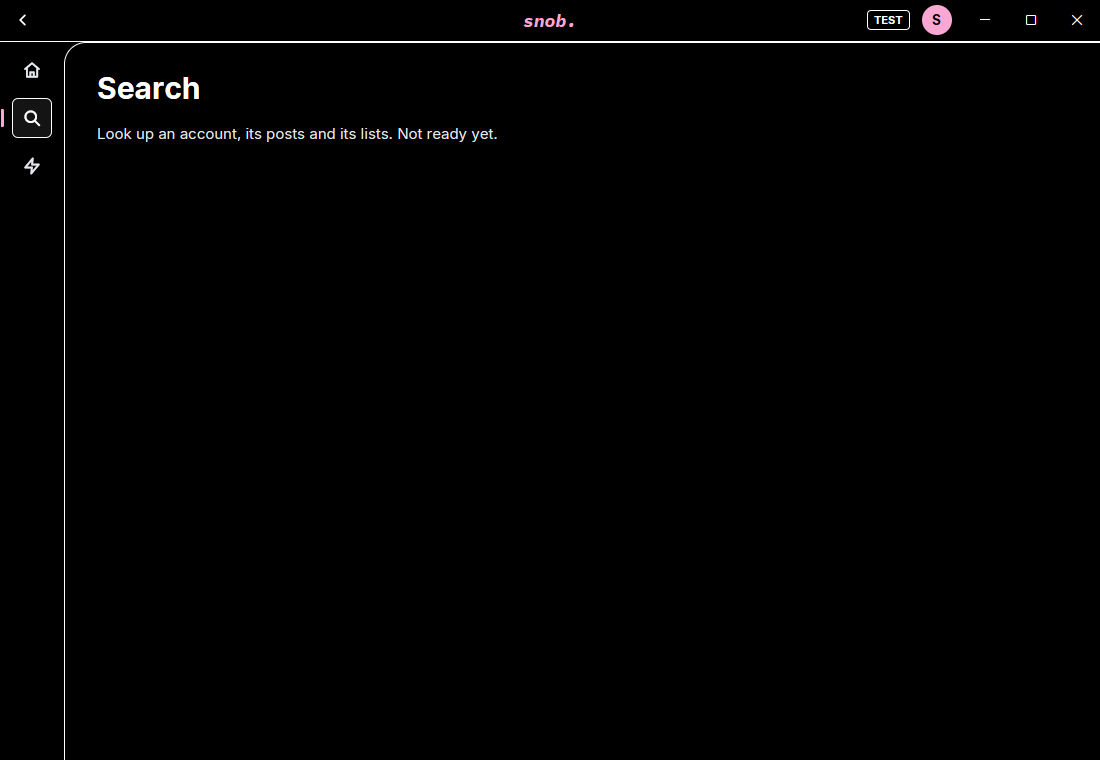 snob.
TEST
S
Search
Look up an account, its posts and its lists. Not ready yet.